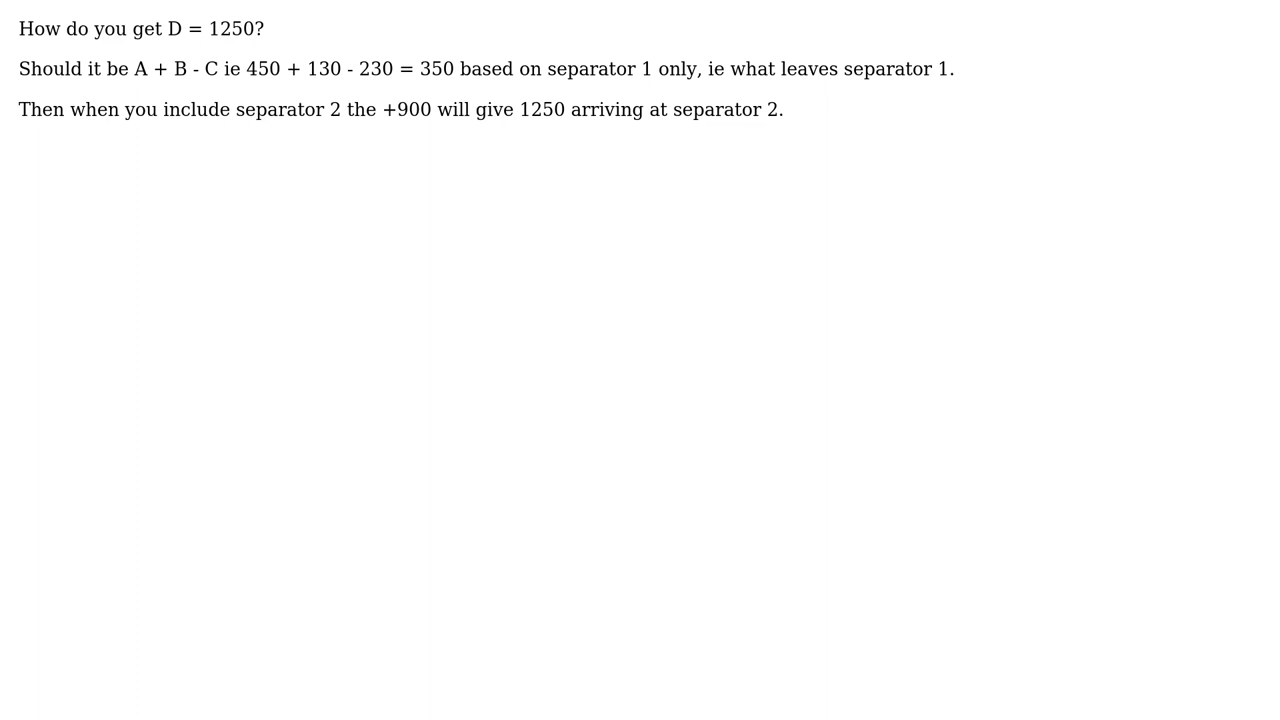 How do you get D = 1250?
Should it be A + B - C ie 450 + 130 - 230 = 350 based on separator 1 only, ie what leaves separator 1.
Then when you include separator 2 the +900 will give 1250 arriving at separator 2.